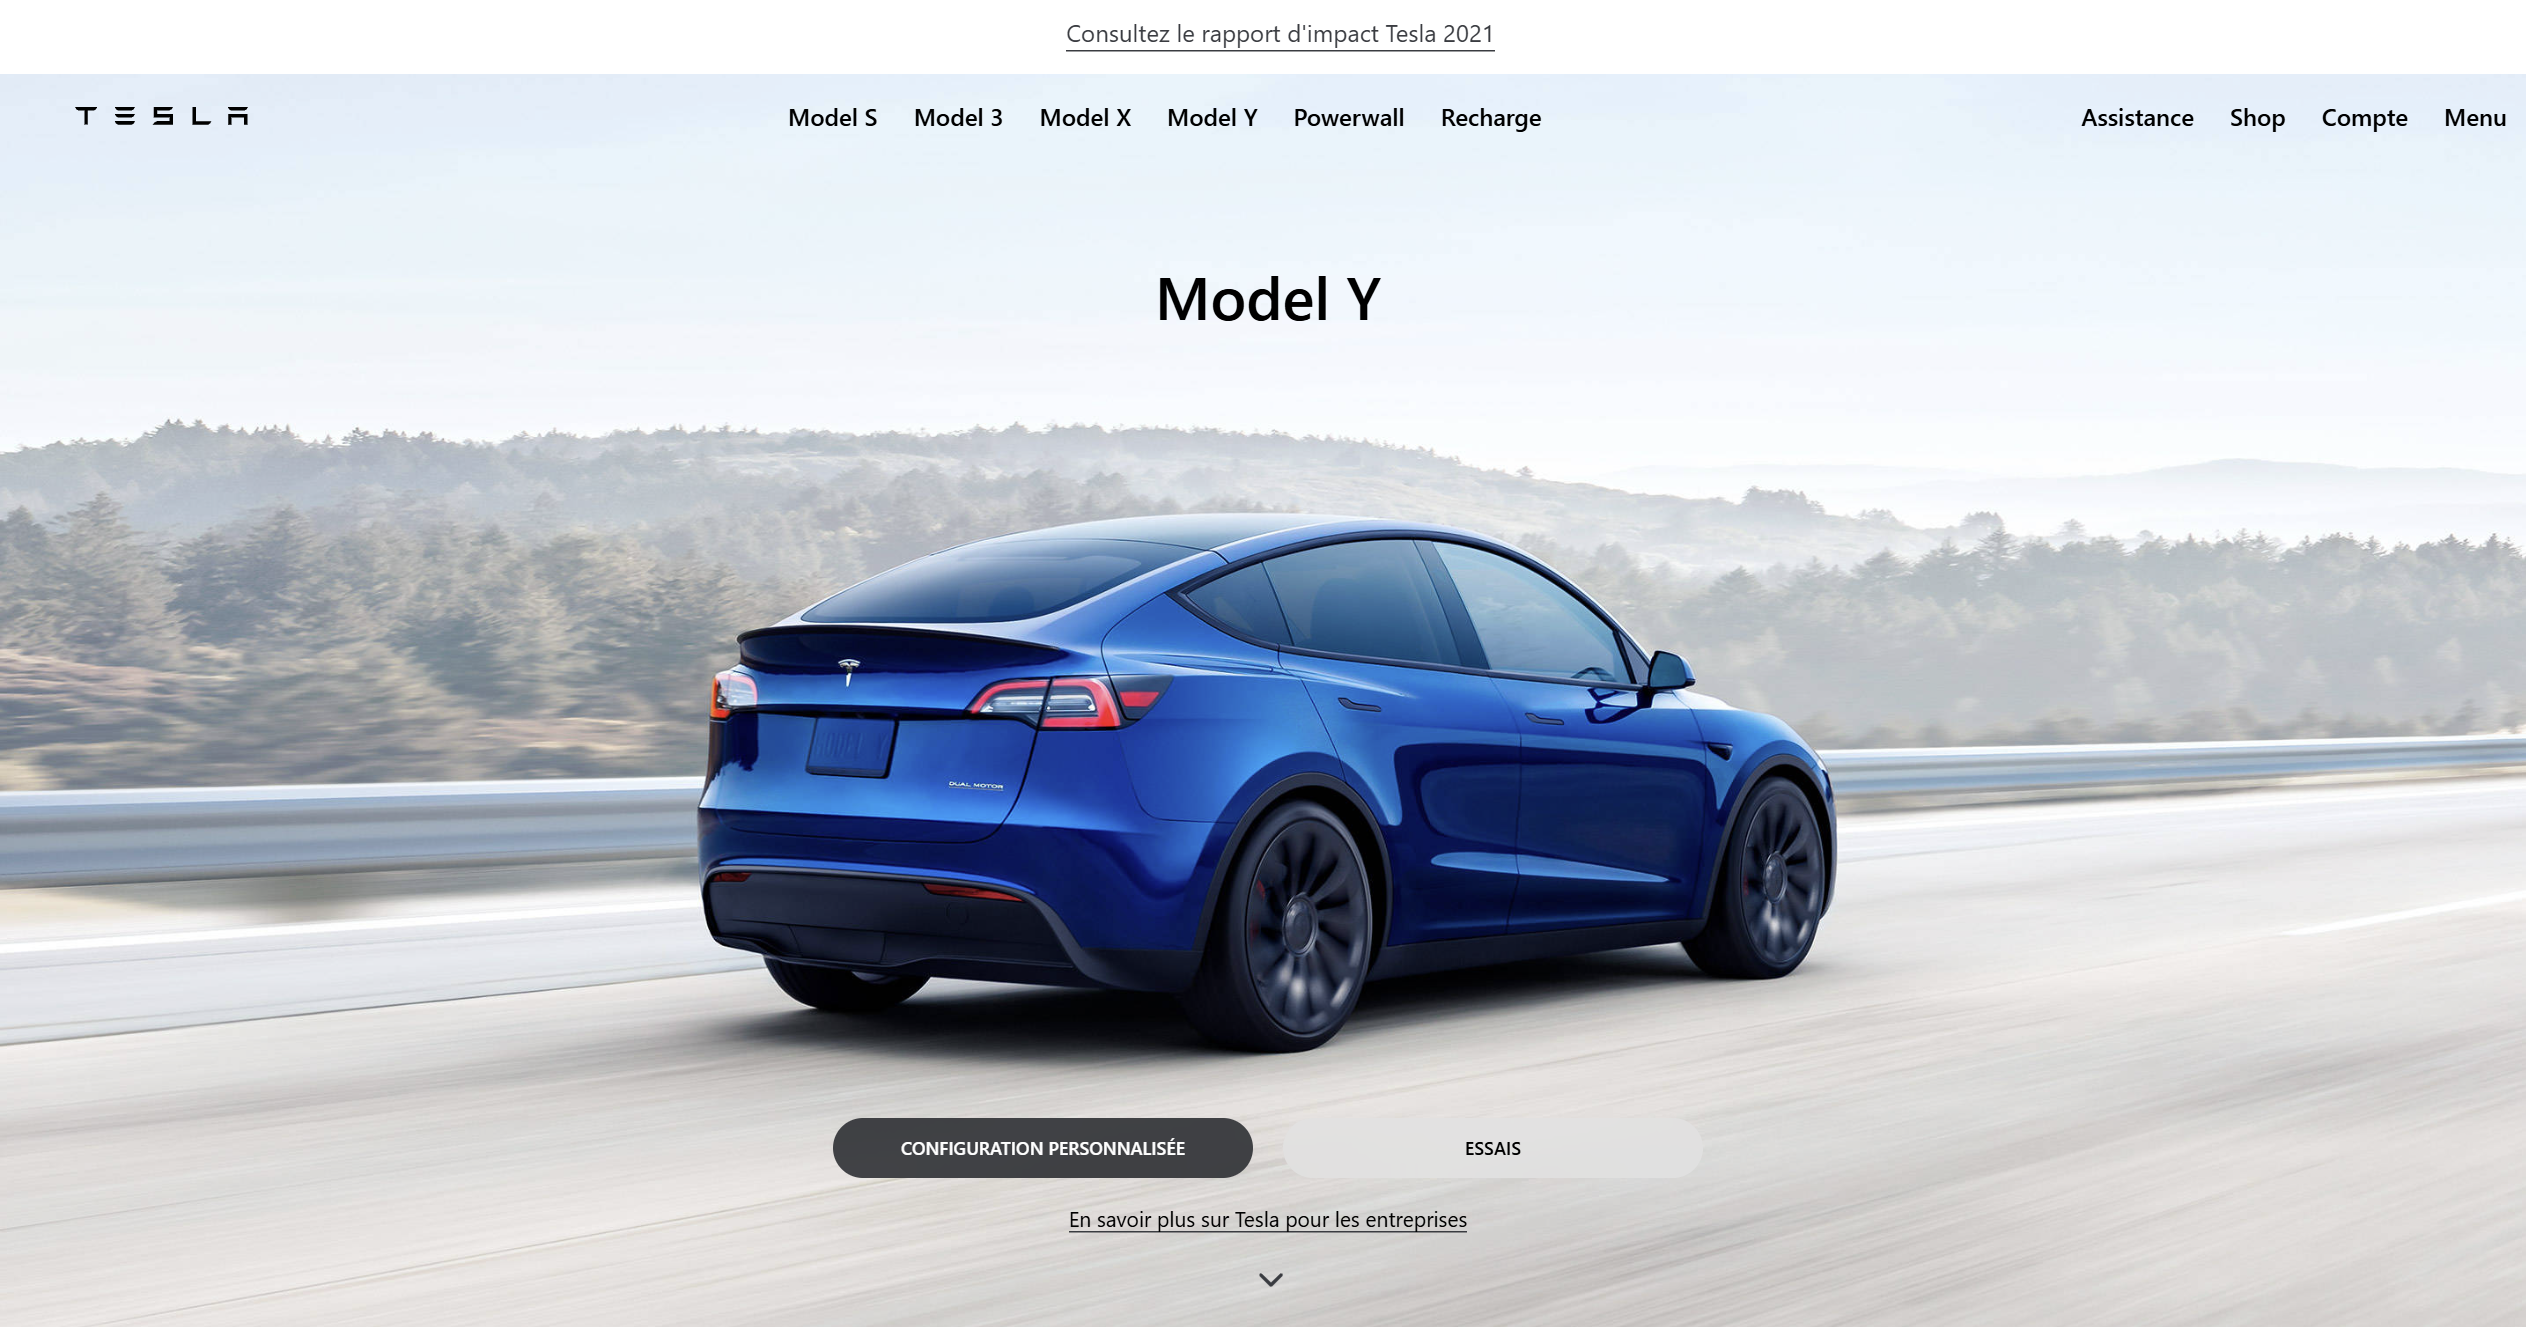 Consultez le rapport d'impact Tesla 2021
TESLA Model S Model 3 Model X Model Y Powerwall Recharge Assistance Shop Compte Menu
Model Y
MODEL Y
DUAL MOTOR
CONFIGURATION PERSONNALISÉE ESSAIS
En savoir plus sur Tesla pour les entreprises